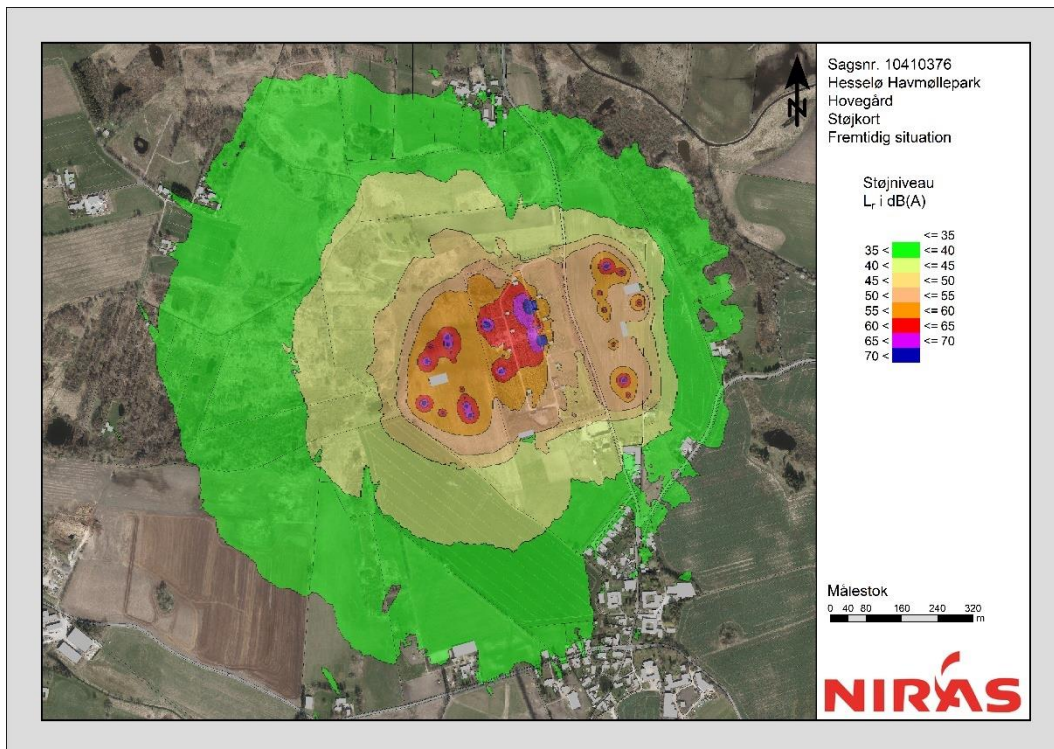 N
Sagsnr. 10410376
Hesselø Havmøllepark
Hovegård
Støjkort
Fremtidig situation
Støjniveau
Lr i dB(A)
<= 35
35 < <= 40
40 < <= 45
45 < <= 50
50 < <= 55
55 < <= 60
60 < <= 65
65 < <= 70
70 <
Målestok
0 40 80 160 240 320
m
NIRAS